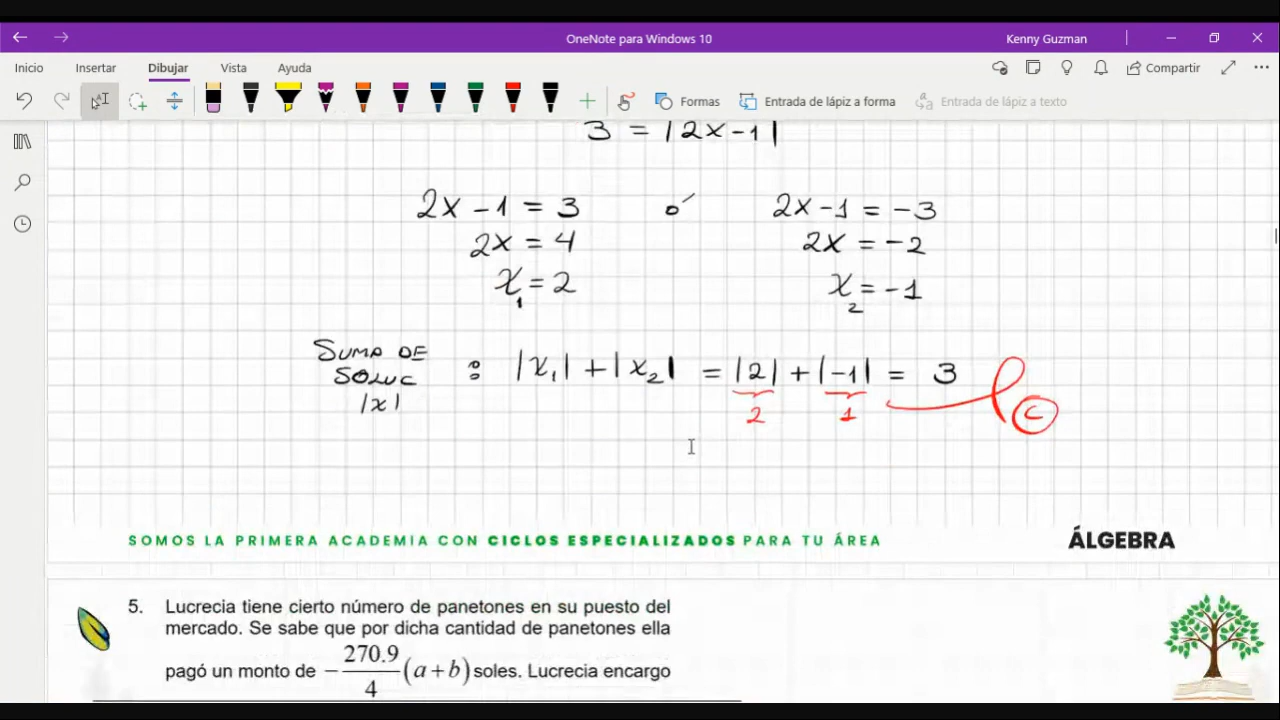 OneNote para Windows 10
Kenny Guzman
Inicio Insertar Dibujar Vista Ayuda
Compartir
Formas Entrada de lápiz a forma Entrada de lápiz a texto
3 = |2x-1|
2x-1 = 3 ó 2x-1 = -3
2x = 4 2x = -2
x₁ = 2 x₂ = -1
SUMA DE
SOLUC
|x| : |x₁| + |x₂| = |2| + |-1| = 3
2 1 C
SOMOS LA PRIMERA ACADEMIA CON CICLOS ESPECIALIZADOS PARA TU ÁREA
ÁLGEBRA
5. Lucrecia tiene cierto número de panetones en su puesto del
mercado. Se sabe que por dicha cantidad de panetones ella
pagó un monto de -270.9/4 (a+b) soles. Lucrecia encargo